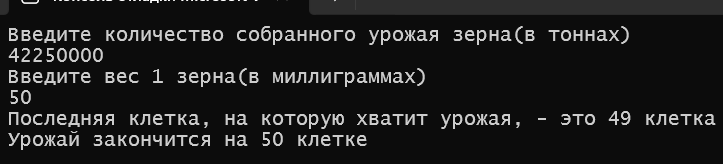 Введите количество собранного урожая зерна(в тоннах)
42250000
Введите вес 1 зерна(в миллиграммах)
50
Последняя клетка, на которую хватит урожая, - это 49 клетка
Урожай закончится на 50 клетке